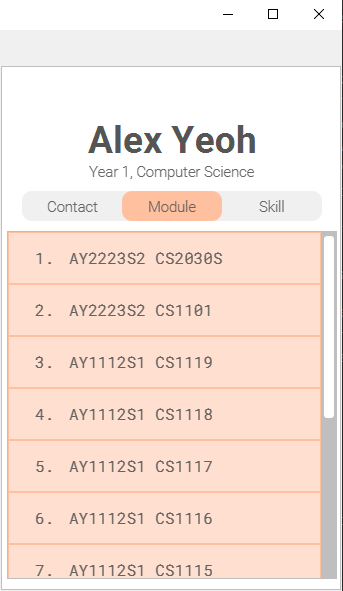 Alex Yeoh
Year 1, Computer Science
Contact Module Skill
1. AY2223S2 CS2030S
2. AY2223S2 CS1101
3. AY1112S1 CS1119
4. AY1112S1 CS1118
5. AY1112S1 CS1117
6. AY1112S1 CS1116
7. AY1112S1 CS1115